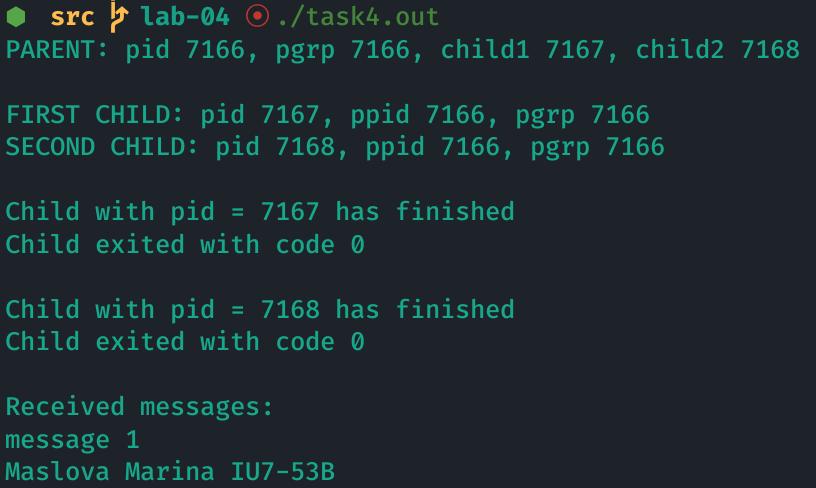 src lab-04 ./task4.out
PARENT: pid 7166, pgrp 7166, child1 7167, child2 7168
FIRST CHILD: pid 7167, ppid 7166, pgrp 7166
SECOND CHILD: pid 7168, ppid 7166, pgrp 7166
Child with pid = 7167 has finished
Child exited with code 0
Child with pid = 7168 has finished
Child exited with code 0
Received messages:
message 1
Maslova Marina IU7-53B